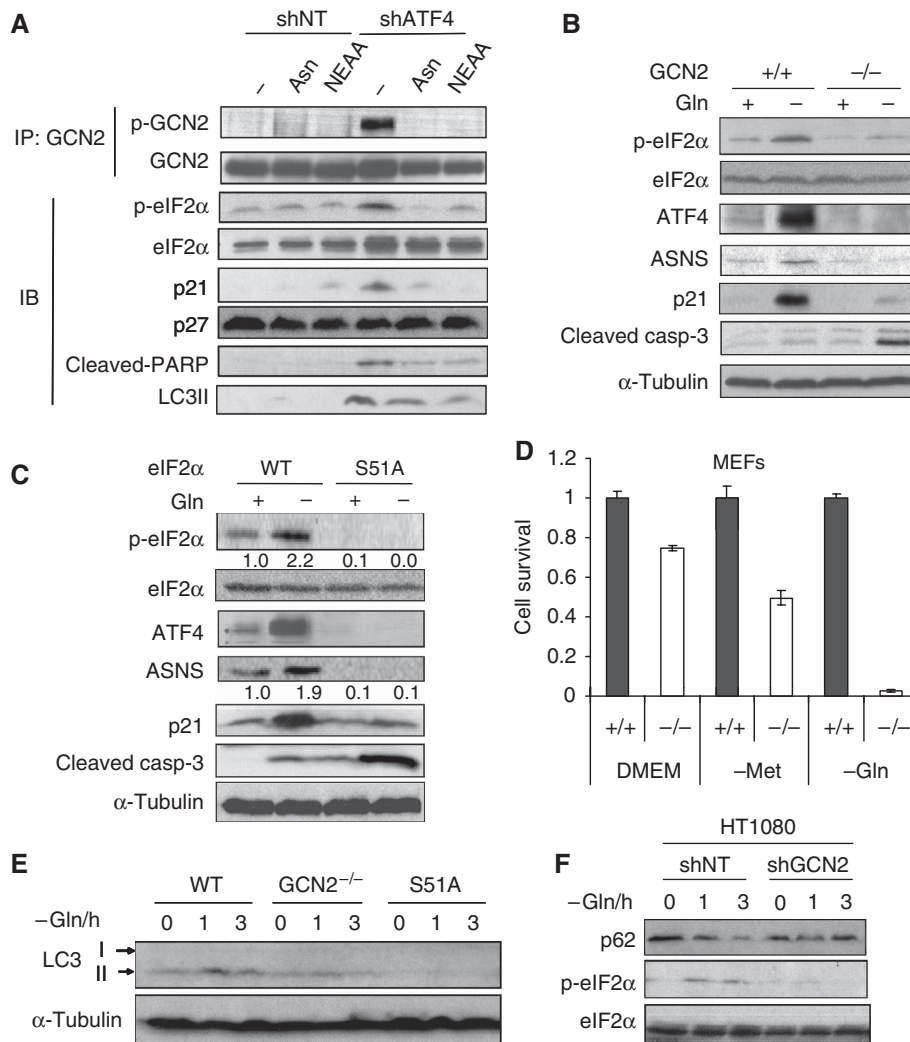 A
shNT shATF4
– Asn NEAA – Asn NEAA
IP: GCN2
p-GCN2
GCN2
IB
p-eIF2α
eIF2α
p21
p27
Cleaved-PARP
LC3II
B
GCN2 +/+ –/–
Gln + – + –
p-eIF2α
eIF2α
ATF4
ASNS
p21
Cleaved casp-3
α-Tubulin
C
eIF2α WT S51A
Gln + – + –
p-eIF2α
1.0 2.2 0.1 0.0
eIF2α
ATF4
ASNS
1.0 1.9 0.1 0.1
p21
Cleaved casp-3
α-Tubulin
D
MEFs
Cell survival
1.2
1
0.8
0.6
0.4
0.2
0
+/+ –/– +/+ –/– +/+ –/–
DMEM –Met –Gln
E
WT GCN2–/– S51A
–Gln/h 0 1 3 0 1 3 0 1 3
LC3 I
II
α-Tubulin
F
HT1080
shNT shGCN2
–Gln/h 0 1 3 0 1 3
p62
p-eIF2α
eIF2α